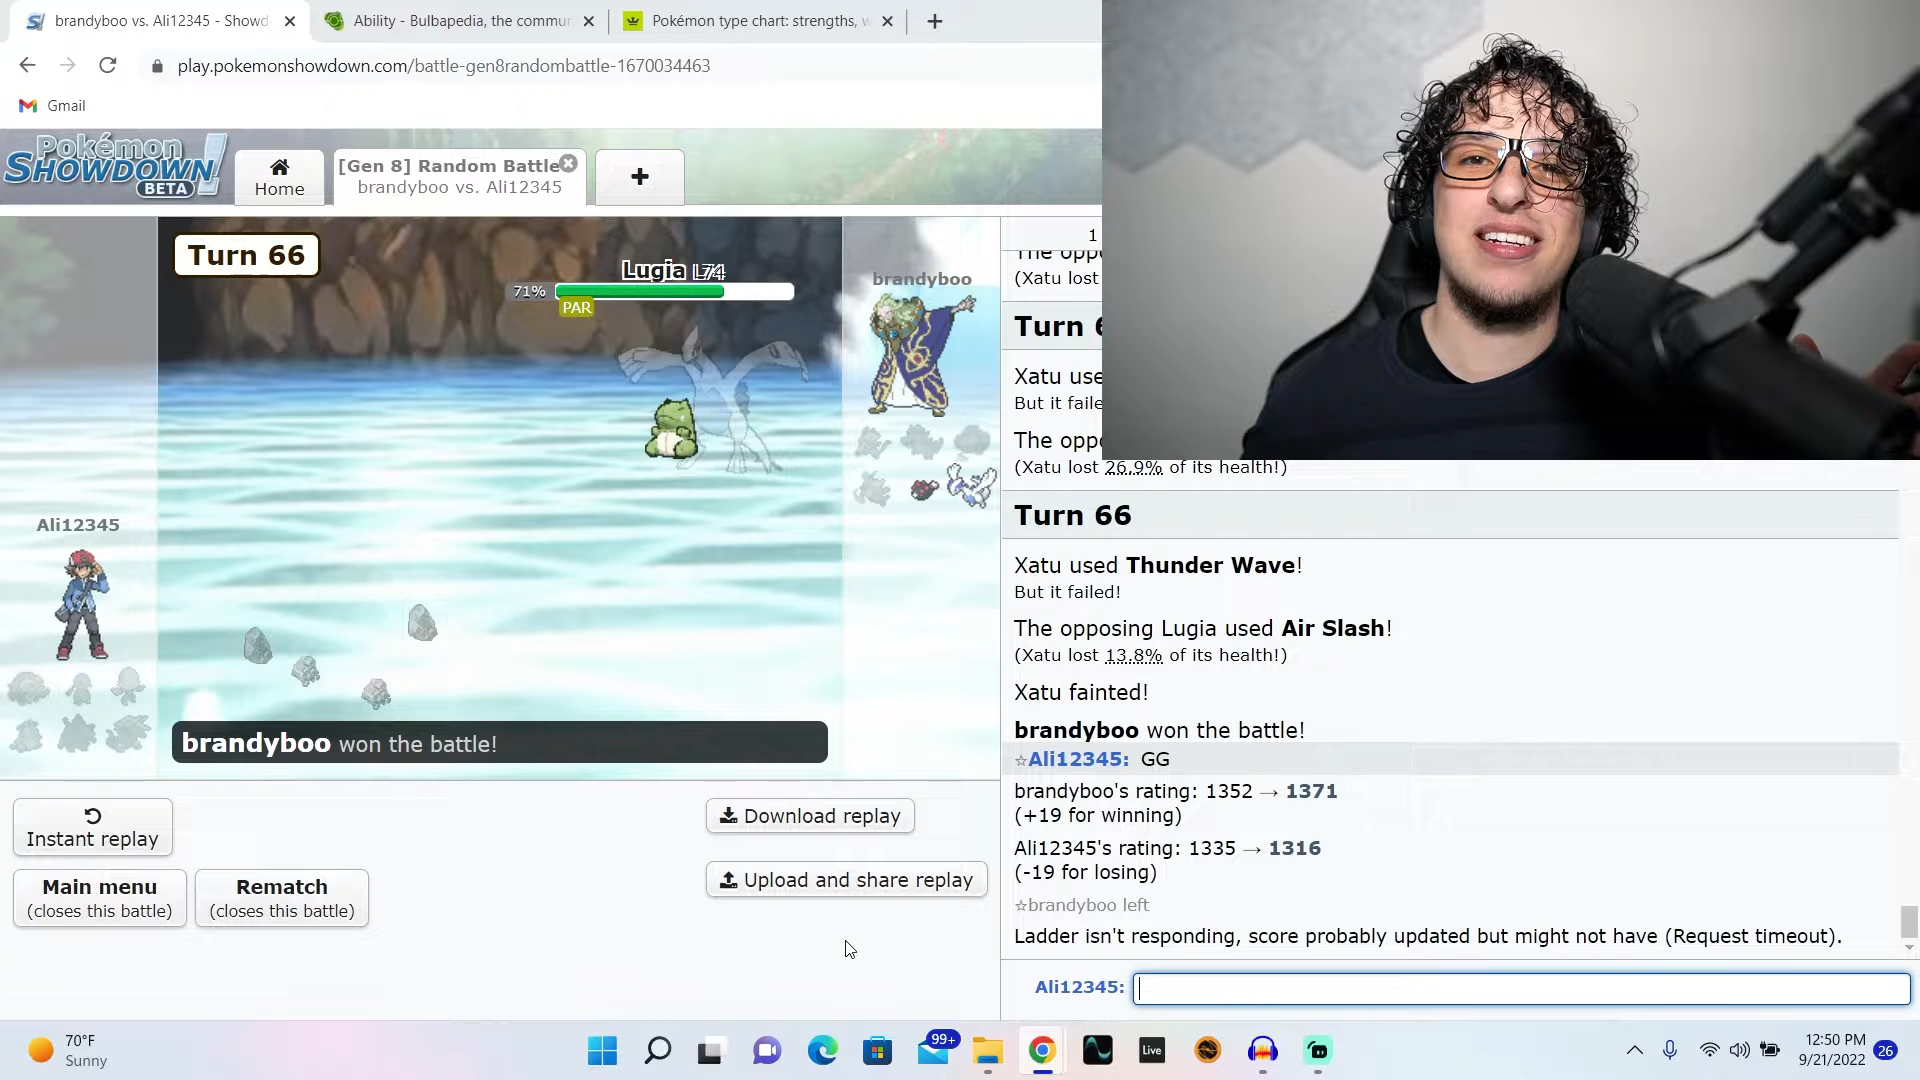 brandyboo vs. Ali12345 - Showd
Ability - Bulbapedia, the commun
Pokémon type chart: strengths, w
play.pokemonshowdown.com/battle-gen8randombattle-1670034463
Gmail
Pokémon
SHOWDOWN!
BETA
Home
[Gen 8] Random Battle
brandyboo vs. Ali12345
Turn 66
Lugia L74
71%
PAR
brandyboo
Ali12345
brandyboo won the battle!
Instant replay
Download replay
Upload and share replay
Main menu
(closes this battle)
Rematch
(closes this battle)
1
The oppo
(Xatu lost
Turn 6
Xatu use
But it faile
The oppo
(Xatu lost 26.9% of its health!)
Turn 66
Xatu used Thunder Wave!
But it failed!
The opposing Lugia used Air Slash!
(Xatu lost 13.8% of its health!)
Xatu fainted!
brandyboo won the battle!
☆Ali12345: GG
brandyboo's rating: 1352 → 1371
(+19 for winning)
Ali12345's rating: 1335 → 1316
(-19 for losing)
☆brandyboo left
Ladder isn't responding, score probably updated but might not have (Request timeout).
Ali12345:
70°F
Sunny
99+
Live
12:50 PM
9/21/2022
26